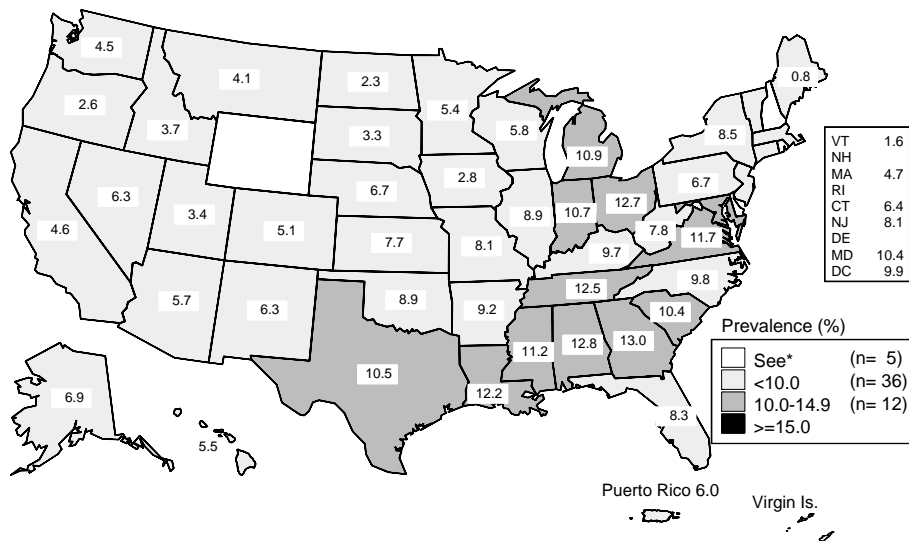 4.5
4.1
2.3
5.4
0.8
2.6
3.7
3.3
5.8
8.5
10.9
6.3
3.4
6.7
2.8
6.7
4.6
5.1
8.9
10.7
12.7
7.8
11.7
7.7
8.1
9.7
5.7
6.3
8.9
9.2
12.5
9.8
10.4
10.5
11.2
12.8
13.0
12.2
8.3
6.9
5.5
VT 1.6
NH
MA 4.7
RI
CT 6.4
NJ 8.1
DE
MD 10.4
DC 9.9
Prevalence (%)
See* (n= 5)
<10.0 (n= 36)
10.0-14.9 (n= 12)
>=15.0
Puerto Rico 6.0
Virgin Is.